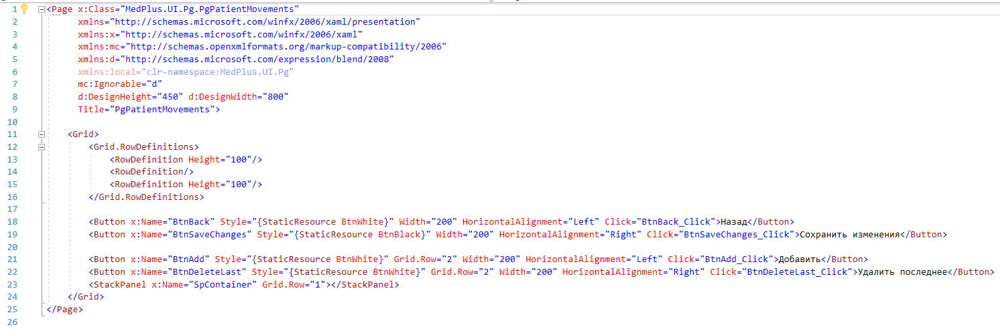 1 <Page x:Class="MedPlus.UI.Pg.PgPatientMovements"
2 xmlns="http://schemas.microsoft.com/winfx/2006/xaml/presentation"
3 xmlns:x="http://schemas.microsoft.com/winfx/2006/xaml"
4 xmlns:mc="http://schemas.openxmlformats.org/markup-compatibility/2006"
5 xmlns:d="http://schemas.microsoft.com/expression/blend/2008"
6 xmlns:local="clr-namespace:MedPlus.UI.Pg"
7 mc:Ignorable="d"
8 d:DesignHeight="450" d:DesignWidth="800"
9 Title="PgPatientMovements">
10
11 <Grid>
12 <Grid.RowDefinitions>
13 <RowDefinition Height="100"/>
14 <RowDefinition/>
15 <RowDefinition Height="100"/>
16 </Grid.RowDefinitions>
17
18 <Button x:Name="BtnBack" Style="{StaticResource BtnWhite}" Width="200" HorizontalAlignment="Left" Click="BtnBack_Click">Назад</Button>
19 <Button x:Name="BtnSaveChanges" Style="{StaticResource BtnBlack}" Width="200" HorizontalAlignment="Right" Click="BtnSaveChanges_Click">Сохранить изменения</Button>
20
21 <Button x:Name="BtnAdd" Style="{StaticResource BtnWhite}" Grid.Row="2" Width="200" HorizontalAlignment="Left" Click="BtnAdd_Click">Добавить</Button>
22 <Button x:Name="BtnDeleteLast" Style="{StaticResource BtnWhite}" Grid.Row="2" Width="200" HorizontalAlignment="Right" Click="BtnDeleteLast_Click">Удалить последнее</Button>
23 <StackPanel x:Name="SpContainer" Grid.Row="1"></StackPanel>
24 </Grid>
25 </Page>
26